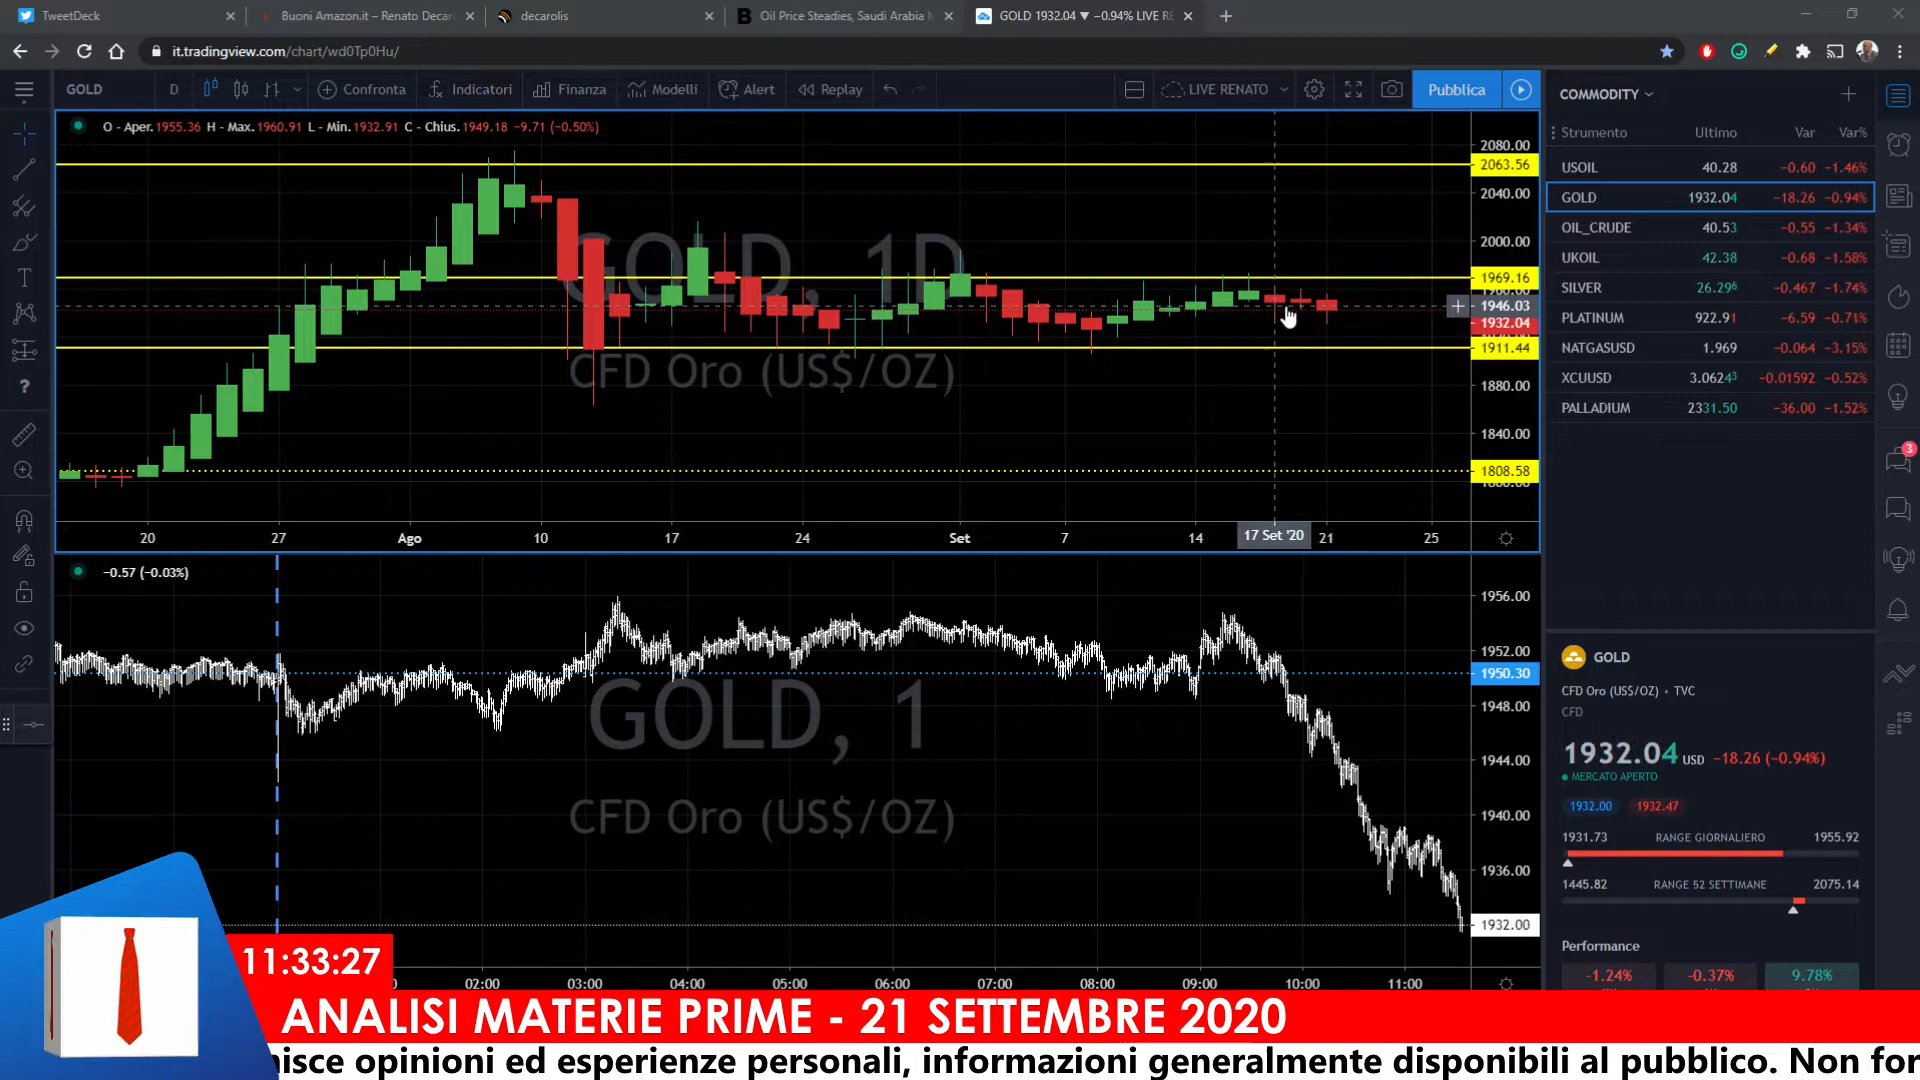 TweetDeck
Buoni Amazon.it – Renato Decar
decarolis
Oil Price Steadies, Saudi Arabia
GOLD 1932.04 ▼ −0.94% LIVE RE
it.tradingview.com/chart/wd0Tp0Hu/
GOLD D Confronta Indicatori Finanza Modelli Alert Replay LIVE RENATO Pubblica
O - Aper.1955.36 H - Max.1960.91 L - Min.1932.91 C - Chius.1949.18 −9.71 (−0.50%)
GOLD, 1D
CFD Oro (US$/OZ)
2080.00
2063.56
2040.00
2000.00
1969.16
1946.03
1932.04
1911.44
1880.00
1840.00
1808.58
20 27 Ago 10 17 24 Set 7 14 17 Set '20 21 25
−0.57 (−0.03%)
GOLD, 1
CFD Oro (US$/OZ)
1956.00
1952.00
1950.30
1948.00
1944.00
1940.00
1936.00
1932.00
02:00 03:00 04:00 05:00 06:00 07:00 08:00 09:00 10:00 11:00
COMMODITY
Strumento Ultimo Var Var%
USOIL 40.28 −0.60 −1.46%
GOLD 1932.04 −18.26 −0.94%
OIL_CRUDE 40.53 −0.55 −1.34%
UKOIL 42.38 −0.68 −1.58%
SILVER 26.296 −0.467 −1.74%
PLATINUM 922.91 −6.59 −0.71%
NATGASUSD 1.969 −0.064 −3.15%
XCUUSD 3.06243 −0.01592 −0.52%
PALLADIUM 2331.50 −36.00 −1.52%
3
GOLD
CFD Oro (US$/OZ) • TVC
CFD
1932.04 USD −18.26 (−0.94%)
MERCATO APERTO
1932.00 1932.47
1931.73 RANGE GIORNALIERO 1955.92
1445.82 RANGE 52 SETTIMANE 2075.14
Performance
-1.24% -0.37% 9.78%
11:33:27
ANALISI MATERIE PRIME - 21 SETTEMBRE 2020
nisce opinioni ed esperienze personali, informazioni generalmente disponibili al pubblico. Non for